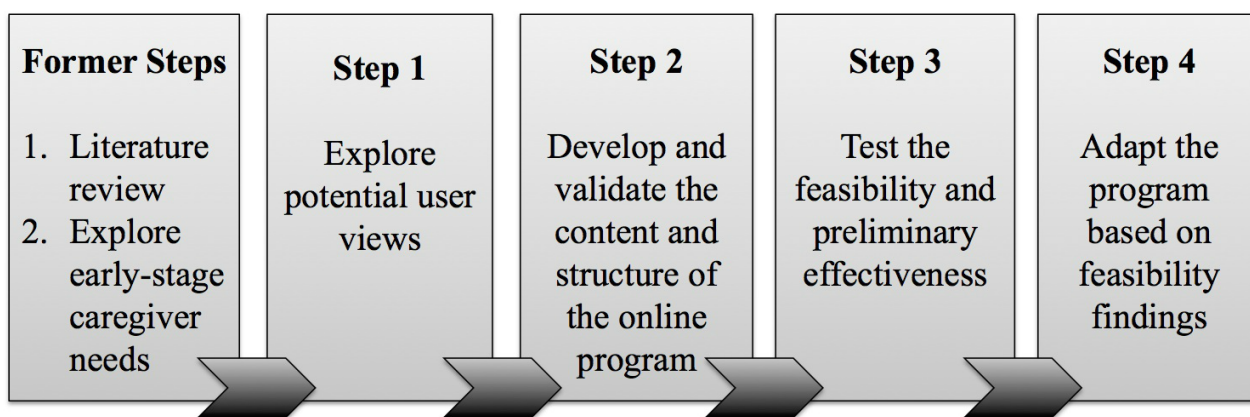 Former Steps
1. Literature
review
2. Explore
early-stage
caregiver
needs
Step 1
Explore
potential user
views
Step 2
Develop and
validate the
content and
structure of
the online
program
Step 3
Test the
feasibility and
preliminary
effectiveness
Step 4
Adapt the
program
based on
feasibility
findings